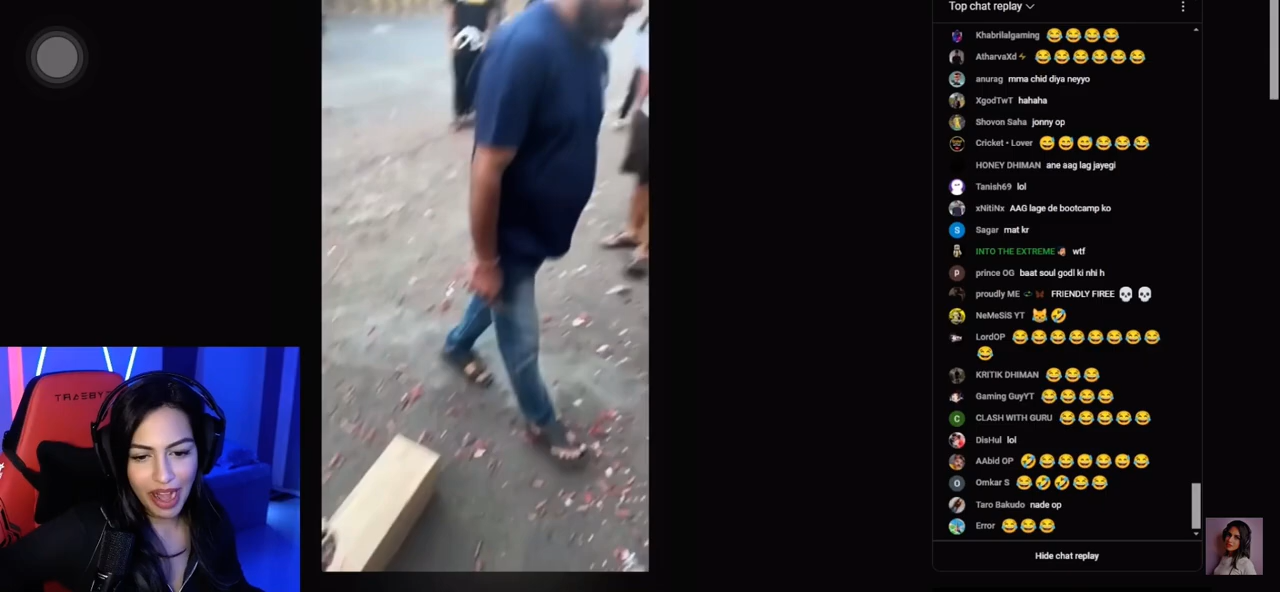 Top chat replay
Khabrilalgaming 😂😂😂😂
AtharvaXd⚡ 😂😂😂😂😂😂
anurag mma chid diya neyyo
XgodTwT hahaha
Shovon Saha jonny op
Cricket • Lover 😅😅😅😂😂😂
HONEY DHIMAN ane aag lag jayegi
Tanish69 lol
xNitiNx AAG lage de bootcamp ko
S Sagar mat kr
INTO THE EXTREME wtf
P prince OG baat soul godl ki nhi h
proudly ME FRIENDLY FIREE 💀💀
NeMeSiS YT 😹🤣
LordOP 😂😂😂😂😂😂😂😂
😂
KRITIK DHIMAN 😂😂😂
Gaming GuyYT 😂😂😂😂
C CLASH WITH GURU 😂😂😂😂😂
DisHul lol
AAbid OP 🤣😂😂😅😂😅😂
O Omkar S 😂🤣🤣😂😂
Taro Bakudo nade op
Error 😂😂😂
Hide chat replay